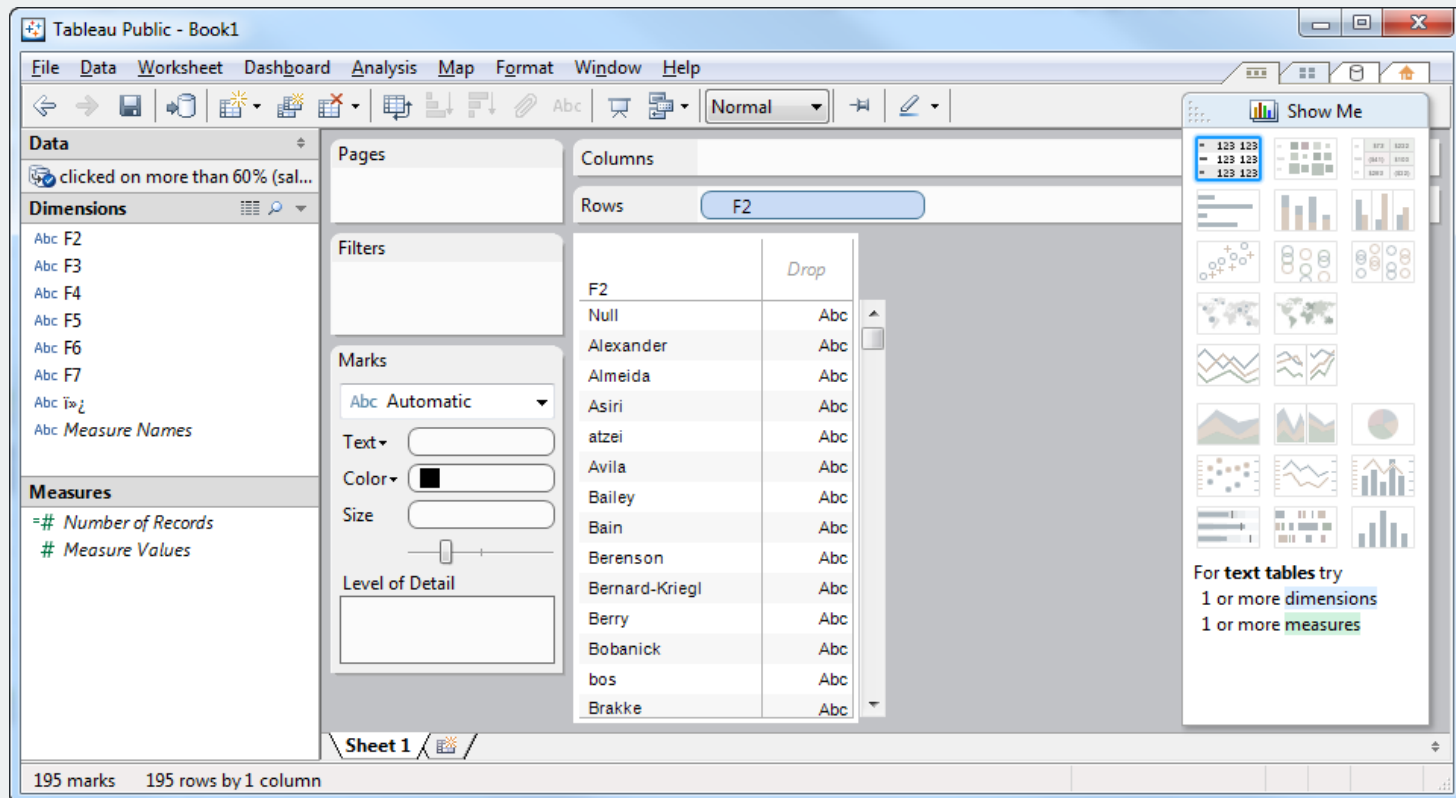 Tableau Public - Book1
File Data Worksheet Dashboard Analysis Map Format Window Help
Abc Normal
Show Me
Data
clicked on more than 60% (sal...
Dimensions
Abc F2
Abc F3
Abc F4
Abc F5
Abc F6
Abc F7
Abc ï»¿
Abc Measure Names
Measures
=# Number of Records
# Measure Values
Pages
Filters
Marks
Abc Automatic
Text
Color
Size
Level of Detail
Columns
Rows F2
Drop
F2
Null Abc
Alexander Abc
Almeida Abc
Asiri Abc
atzei Abc
Avila Abc
Bailey Abc
Bain Abc
Berenson Abc
Bernard-Kriegl Abc
Berry Abc
Bobanick Abc
bos Abc
Brakke Abc
123 123
123 123
123 123
For text tables try
1 or more dimensions
1 or more measures
Sheet 1
195 marks 195 rows by 1 column